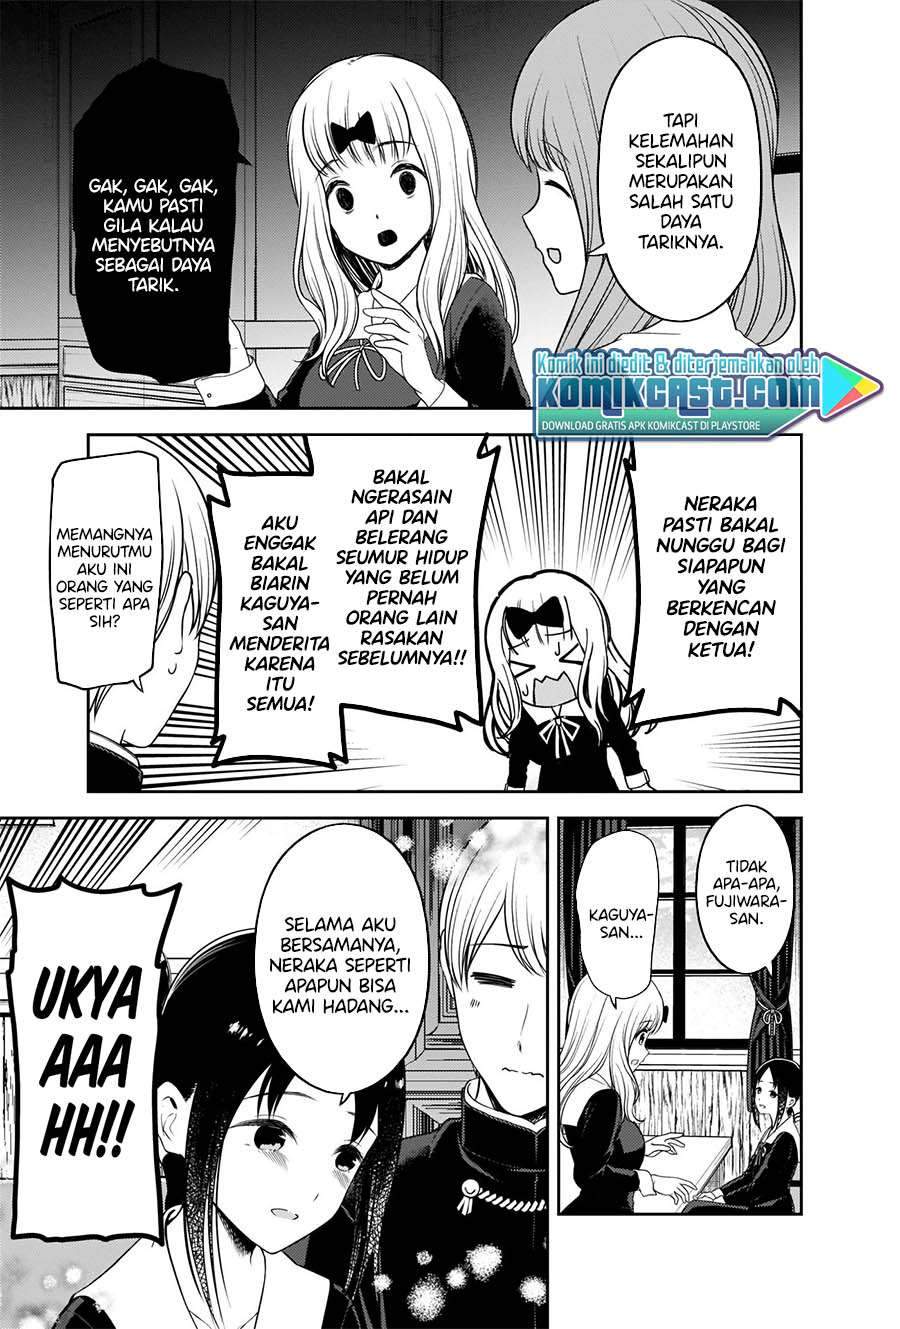 TAPI
KELEMAHAN
SEKALIPUN
MERUPAKAN
SALAH SATU
DAYA
TARIKNYA.
GAK, GAK, GAK,
KAMU PASTI
GILA KALAU
MENYEBUTNYA
SEBAGAI DAYA
TARIK.
Komik ini diedit & diterjemahkan oleh
KOMIKCAST.COM
DOWNLOAD GRATIS APK KOMIKCAST DI PLAYSTORE
NERAKA
PASTI BAKAL
NUNGGU BAGI
SIAPAPUN
YANG
BERKENCAN
DENGAN
KETUA!
BAKAL
NGERASAIN
API DAN
BELERANG
SEUMUR HIDUP
YANG BELUM
PERNAH
ORANG LAIN
RASAKAN
SEBELUMNYA!!
AKU
ENGGAK
BAKAL
BIARIN
KAGUYA-
SAN
MENDERITA
KARENA
ITU
SEMUA!
MEMANGNYA
MENURUTMU
AKU INI
ORANG YANG
SEPERTI APA
SIH?
TIDAK
APA-APA,
FUJIWARA-
SAN.
KAGUYA-
SAN...
SELAMA AKU
BERSAMANYA,
NERAKA SEPERTI
APAPUN BISA
KAMI HADANG...
UKYA
AAA
HH!!